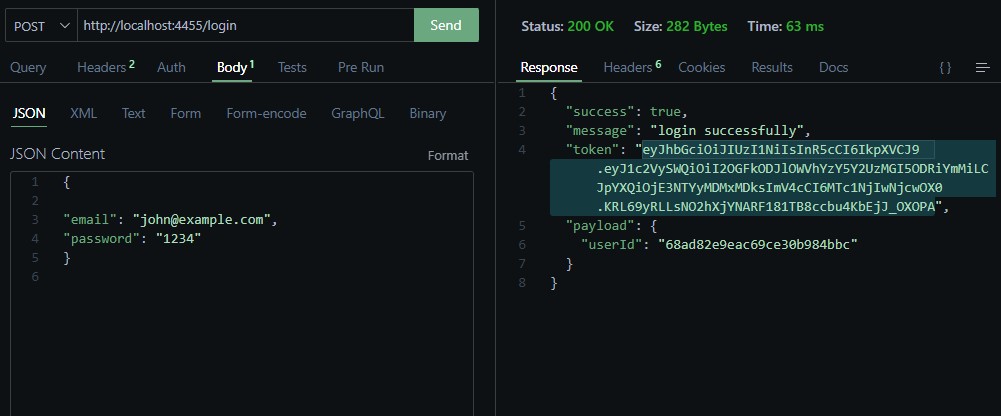 POST http://localhost:4455/login Send
Query Headers 2 Auth Body 1 Tests Pre Run
JSON XML Text Form Form-encode GraphQL Binary
JSON Content Format
1 {
2
3 "email": "john@example.com",
4 "password": "1234"
5 }
6
Status: 200 OK Size: 282 Bytes Time: 63 ms
Response Headers 6 Cookies Results Docs {}
1 {
2 "success": true,
3 "message": "login successfully",
4 "token": "eyJhbGciOiJIUzI1NiIsInR5cCI6IkpXVCJ9
.eyJ1c2VySWQiOiI2OGFkODJlOWVhYzY5Y2UzMGI5ODRiYmMiLC
JpYXQiOjE3NTYyMDMxMDksImV4cCI6MTc1NjIwNjcwOX0
.KRL69yRLLsNO2hXjYNARF181TB8ccbu4KbEjJ_OXOPA",
5 "payload": {
6 "userId": "68ad82e9eac69ce30b984bbc"
7 }
8 }